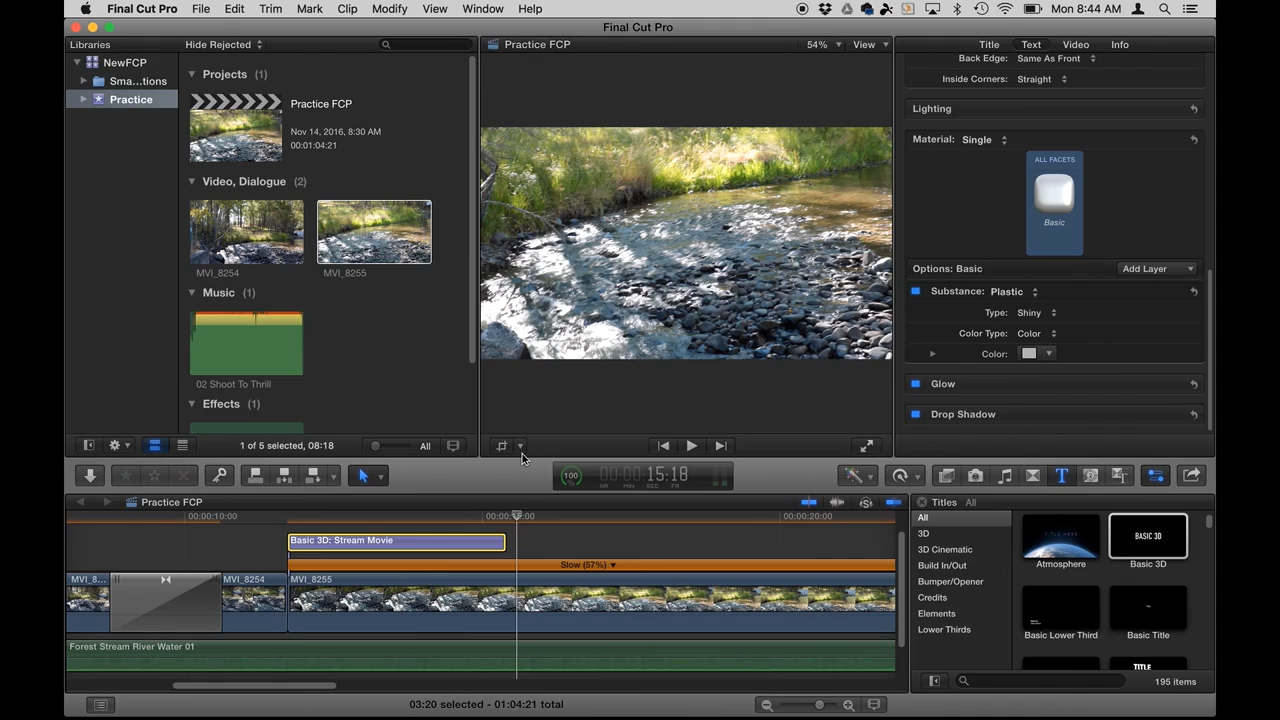 Final Cut Pro File Edit Trim Mark Clip Modify View Window Help Mon 8:44 AM
Final Cut Pro
Libraries Hide Rejected Practice FCP 54% View Title Text Video Info
NewFCP
Sma...tions
Practice
Projects (1)
Practice FCP
Nov 14, 2016, 8:30 AM
00:01:04:21
Video, Dialogue (2)
MVI_8254 MVI_8255
Music (1)
02 Shoot To Thrill
Effects (1)
1 of 5 selected, 08:18 All
Back Edge: Same As Front
Inside Corners: Straight
Lighting
Material: Single
ALL FACETS
Basic
Options: Basic Add Layer
Substance: Plastic
Type: Shiny
Color Type: Color
Color:
Glow
Drop Shadow
100 00:00:15:18
HR MIN SEC FR
Practice FCP
00:00:10:00 00:00:20:00
Basic 3D: Stream Movie
Slow (57%)
MVI_8... MVI_8254 MVI_8255
Forest Stream River Water 01
Titles All
All
3D
3D Cinematic
Build In/Out
Bumper/Opener
Credits
Elements
Lower Thirds
Atmosphere
BASIC 3D
Basic 3D
Basic Lower Third
Basic Title
TITLE
195 items
03:20 selected - 01:04:21 total